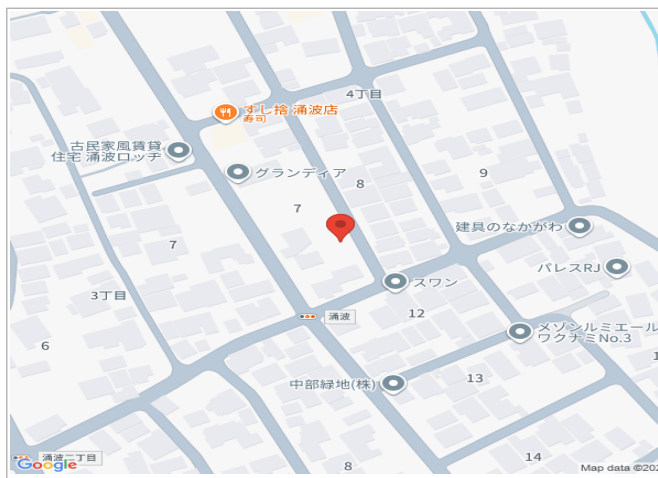 4丁目
すし捨 涌波店
寿司
古民家風賃貸
住宅 涌波ロッヂ
グランディア
8
9
7
7
建具のなかがわ
パレスRJ
スワン
3丁目
12
涌波
6
メゾンルミエール
ワクナミNo.3
中部緑地(株)
13
1
14
涌波二丁目
8
Google
Map data ©202